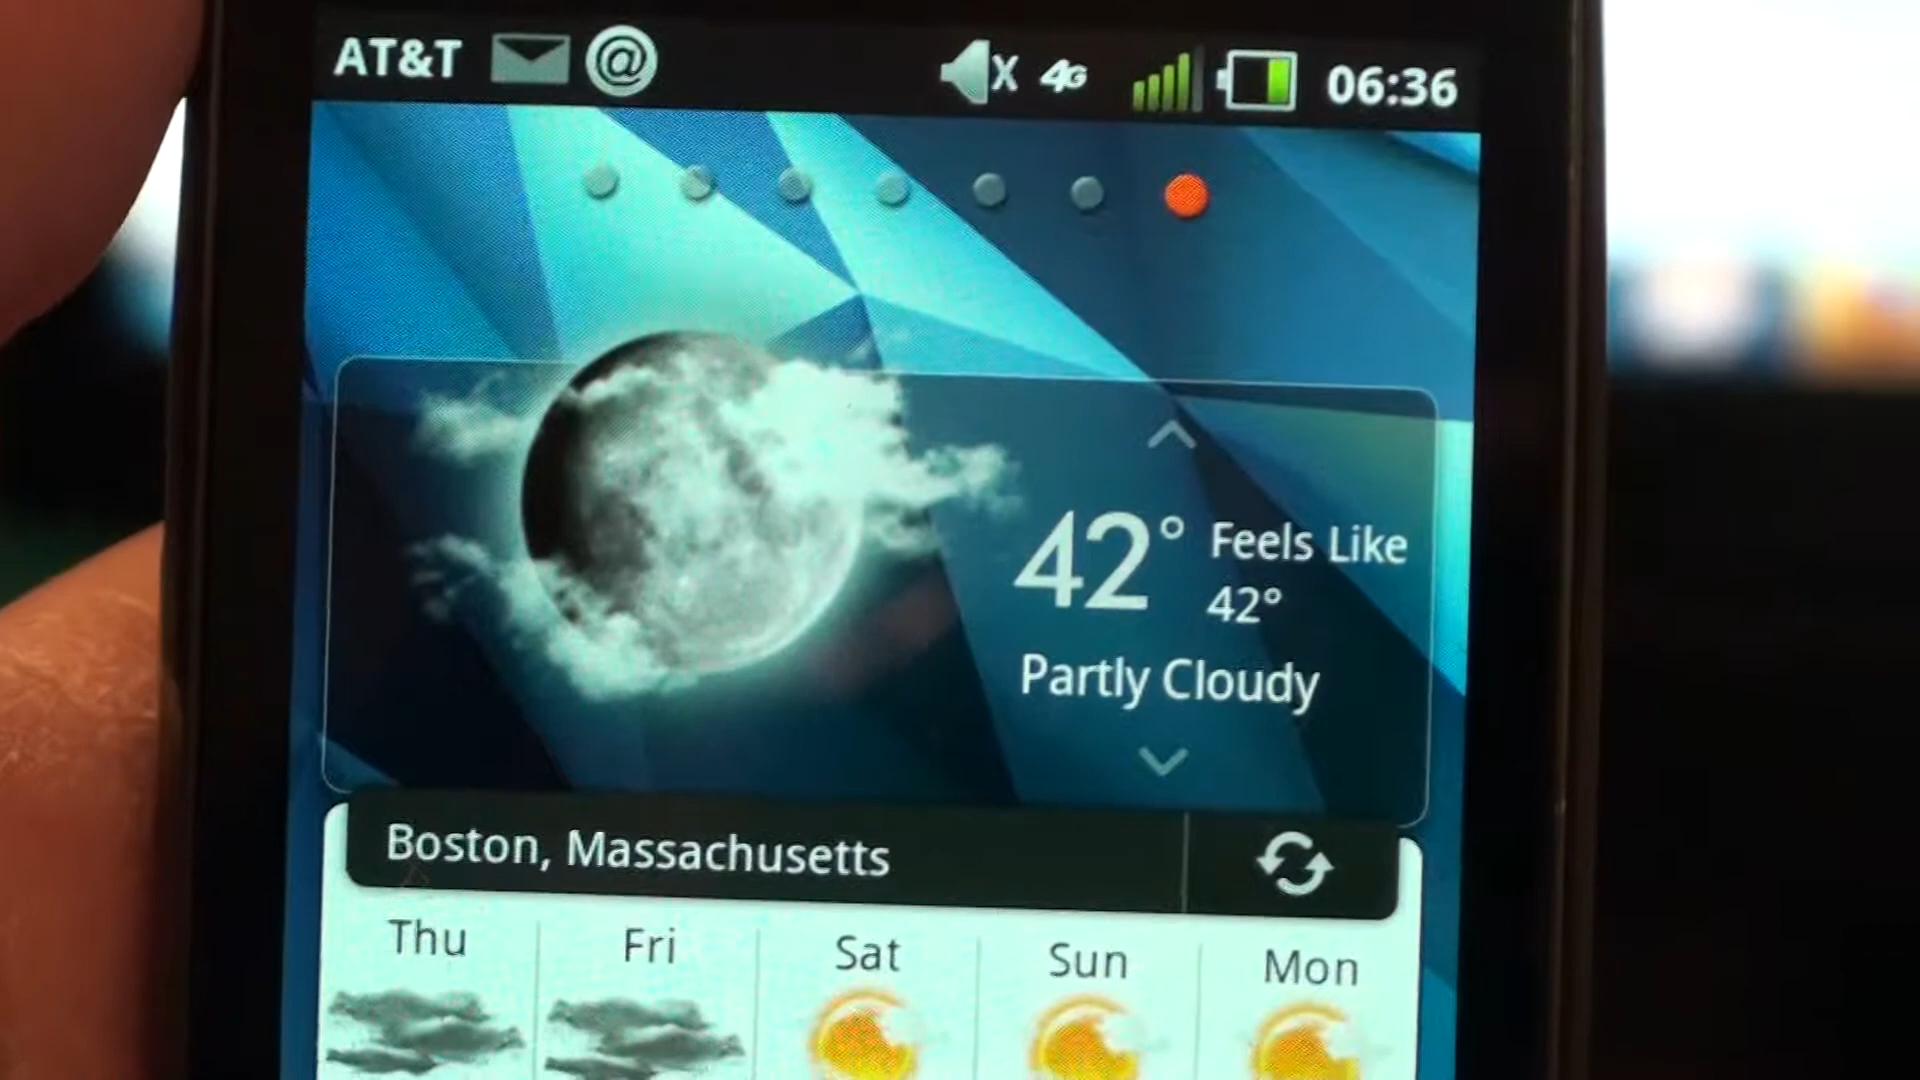 AT&T @ X 4G 06:36
42° Feels Like
42°
Partly Cloudy
Boston, Massachusetts
Thu Fri Sat Sun Mon